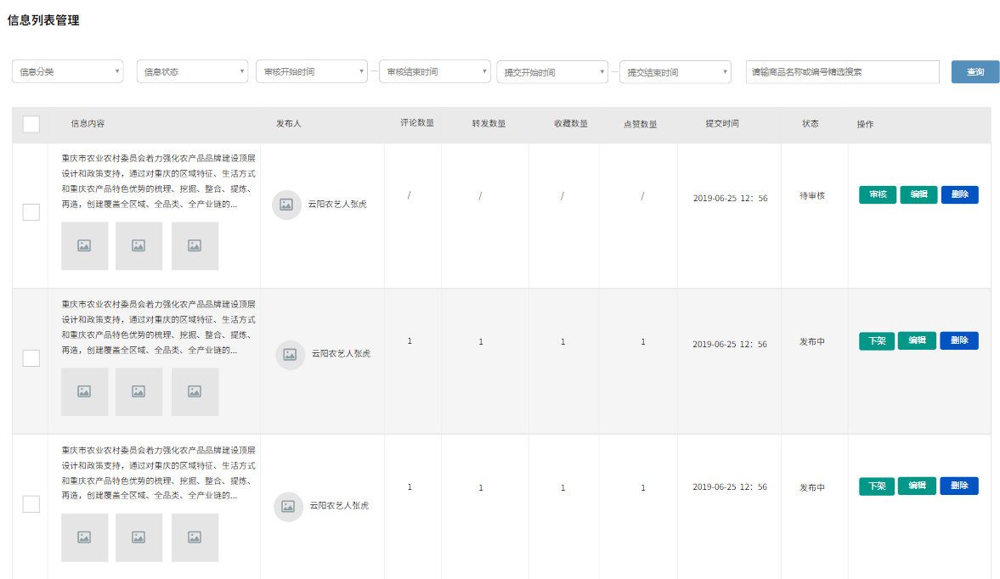 信息列表管理
信息分类 信息状态 审核开始时间 审核结束时间 提交开始时间 提交结束时间 请输商品名称或编号精选搜索 查询
信息内容 发布人 评论数量 转发数量 收藏数量 点赞数量 提交时间 状态 操作
重庆市农业农村委员会着力强化农产品品牌建设顶层
设计和政策支持，通过对重庆的区域特征、生活方式
和重庆农产品特色优势的梳理、挖掘、整合、提炼、
再造，创建覆盖全区域、全品类、全产业链的...
云阳农艺人张虎
/ / / / 2019-06-25 12：56 待审核 审核 编辑 删除
重庆市农业农村委员会着力强化农产品品牌建设顶层
设计和政策支持，通过对重庆的区域特征、生活方式
和重庆农产品特色优势的梳理、挖掘、整合、提炼、
再造，创建覆盖全区域、全品类、全产业链的...
云阳农艺人张虎
1 1 1 1 2019-06-25 12：56 发布中 下架 编辑 删除
重庆市农业农村委员会着力强化农产品品牌建设顶层
设计和政策支持，通过对重庆的区域特征、生活方式
和重庆农产品特色优势的梳理、挖掘、整合、提炼、
再造，创建覆盖全区域、全品类、全产业链的...
云阳农艺人张虎
1 1 1 1 2019-06-25 12：56 发布中 下架 编辑 删除